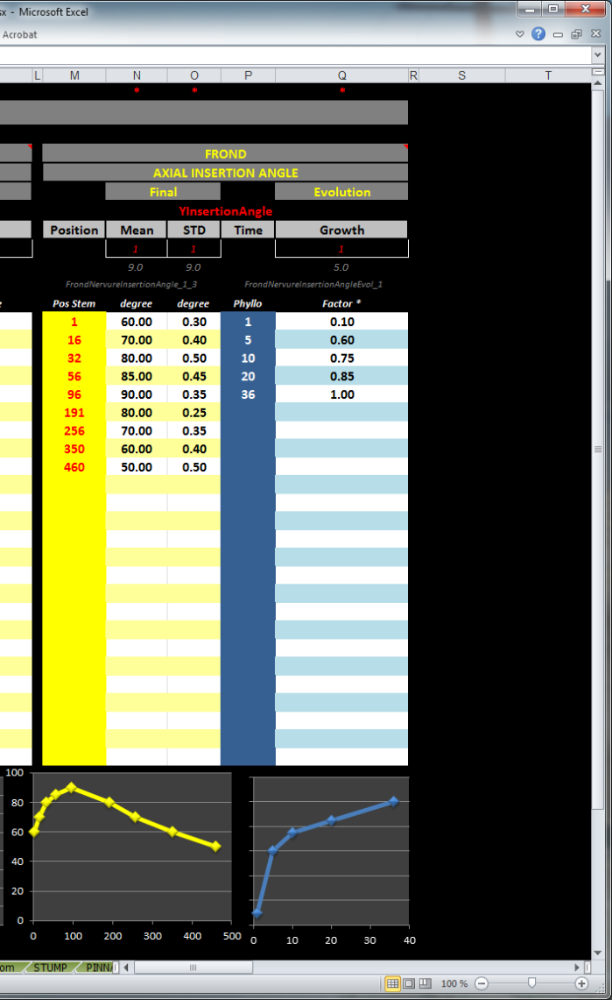 sx - Microsoft Excel
Acrobat
L M N O P Q R S T
* * *
FROND
AXIAL INSERTION ANGLE
Final Evolution
YInsertionAngle
Position Mean STD Time Growth
1 1 1
9.0 9.0 5.0
FrondNervureInsertionAngle_1_3 FrondNervureInsertionAngleEvol_1
e Pos Stem degree degree Phyllo Factor *
1 60.00 0.30 1 0.10
16 70.00 0.40 5 0.60
32 80.00 0.50 10 0.75
56 85.00 0.45 20 0.85
96 90.00 0.35 36 1.00
191 80.00 0.25
256 70.00 0.35
350 60.00 0.40
460 50.00 0.50
100
80
60
40
20
0
0 100 200 300 400 500 0 10 20 30 40
om STUMP PINNA
100 %